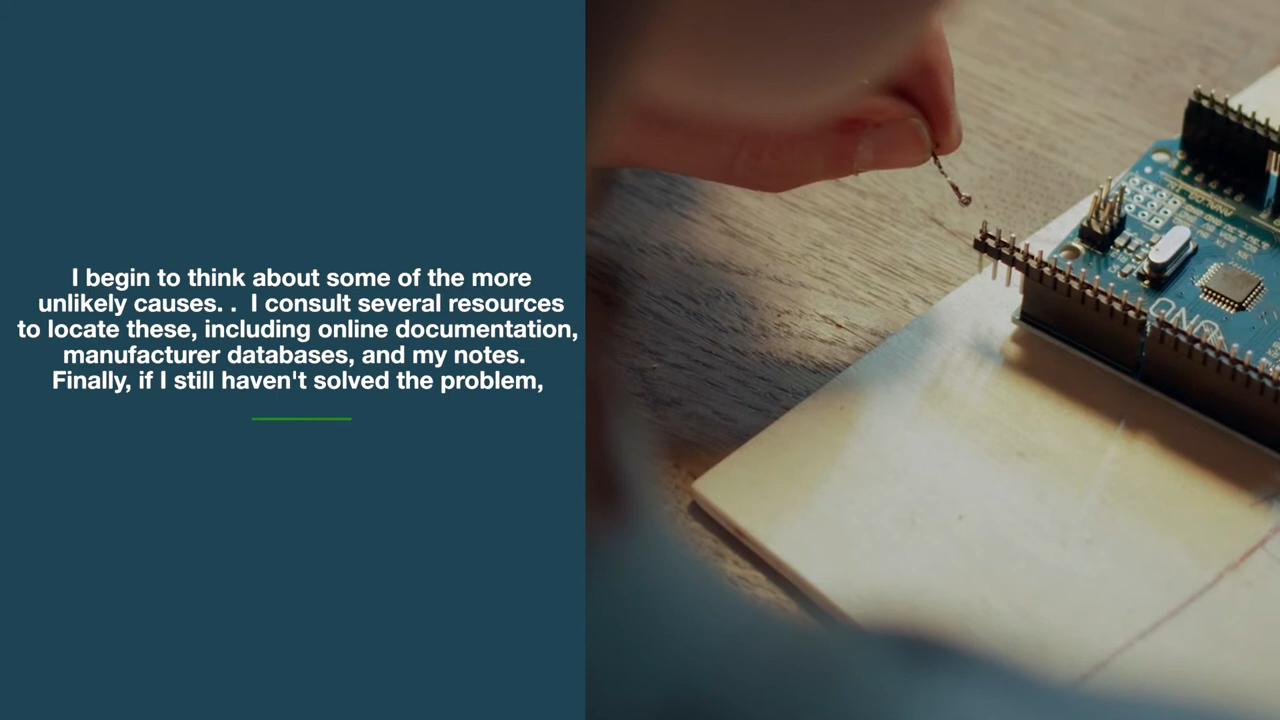 I begin to think about some of the more
unlikely causes. .  I consult several resources
to locate these, including online documentation,
manufacturer databases, and my notes.
Finally, if I still haven't solved the problem,